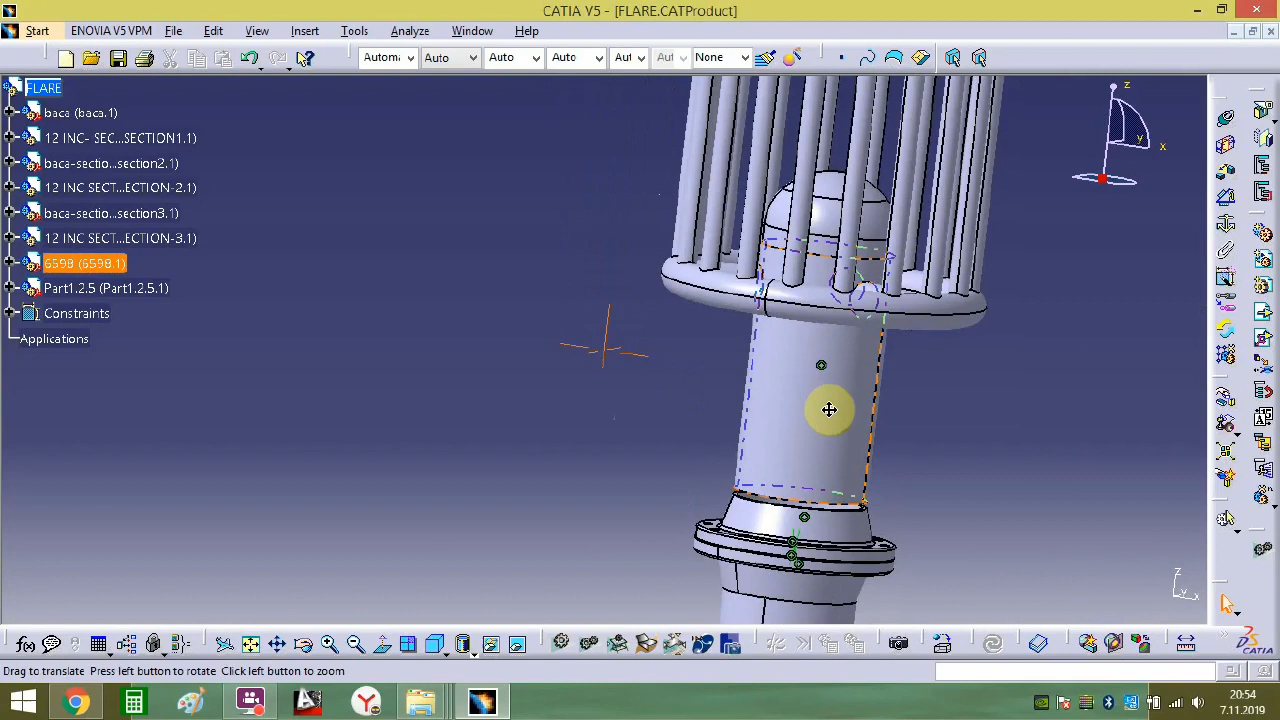 CATIA V5 - [FLARE.CATProduct]
Start ENOVIA V5 VPM File Edit View Insert Tools Analyze Window Help
Automa Auto Auto Auto Aut Aut None
FLARE
baca (baca.1)
12 INC- SEC...SECTION1.1)
baca-sectio...section2.1)
12 INC SECT...ECTION-2.1)
baca-sectio...section3.1)
12 INC SECT...ECTION-3.1)
6598 (6598.1)
Part1.2.5 (Part1.2.5.1)
Constraints
Applications
z
y
x
z
y
x
CATIA
Drag to translate Press left button to rotate Click left button to zoom
20:54
7.11.2019